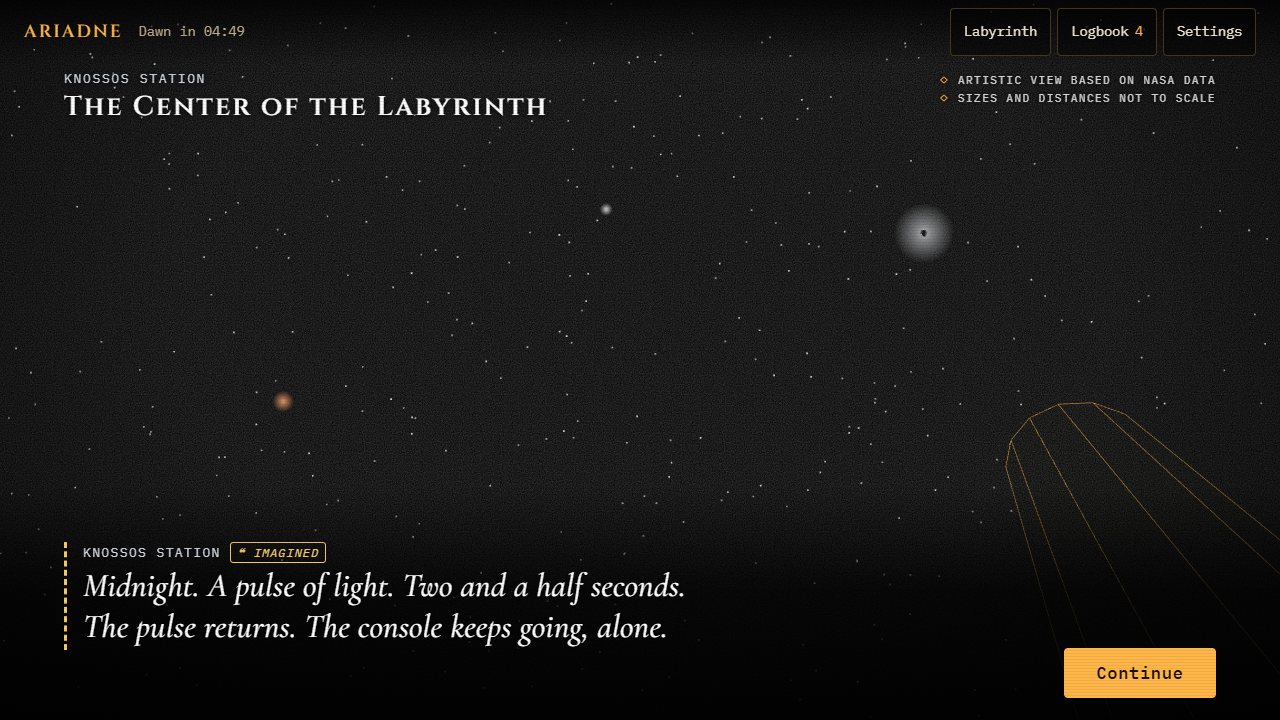 ARIADNE Dawn in 04:49 Labyrinth Logbook 4 Settings
KNOSSOS STATION
THE CENTER OF THE LABYRINTH
◇ ARTISTIC VIEW BASED ON NASA DATA
◇ SIZES AND DISTANCES NOT TO SCALE
KNOSSOS STATION ❝ IMAGINED
Midnight. A pulse of light. Two and a half seconds.
The pulse returns. The console keeps going, alone.
Continue